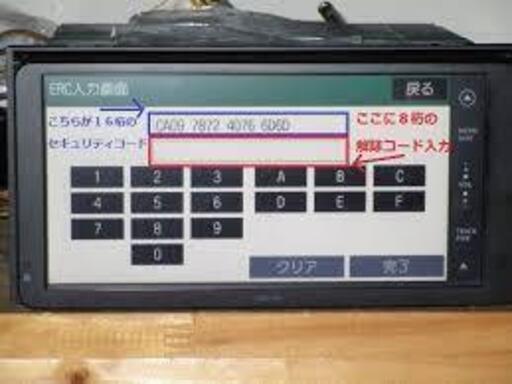 ERC入力画面
戻る
こちらが16桁の
CA09 7872 4076 6D6D
ここに8桁の
セキュリティコード
解除コード入力
1 2 3 A B C
4 5 6 D E F
7 8 9
0
クリア 完了
VOL